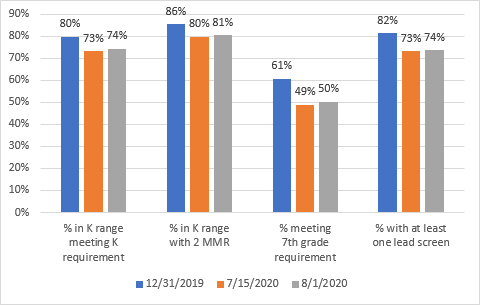 90%
80%
70%
60%
50%
40%
30%
20%
10%
0%
80% 73% 74%
86% 80% 81%
61% 49% 50%
82% 73% 74%
% in K range
meeting K
requirement
% in K range
with 2 MMR
% meeting
7th grade
requirement
% with at least
one lead screen
12/31/2019 7/15/2020 8/1/2020